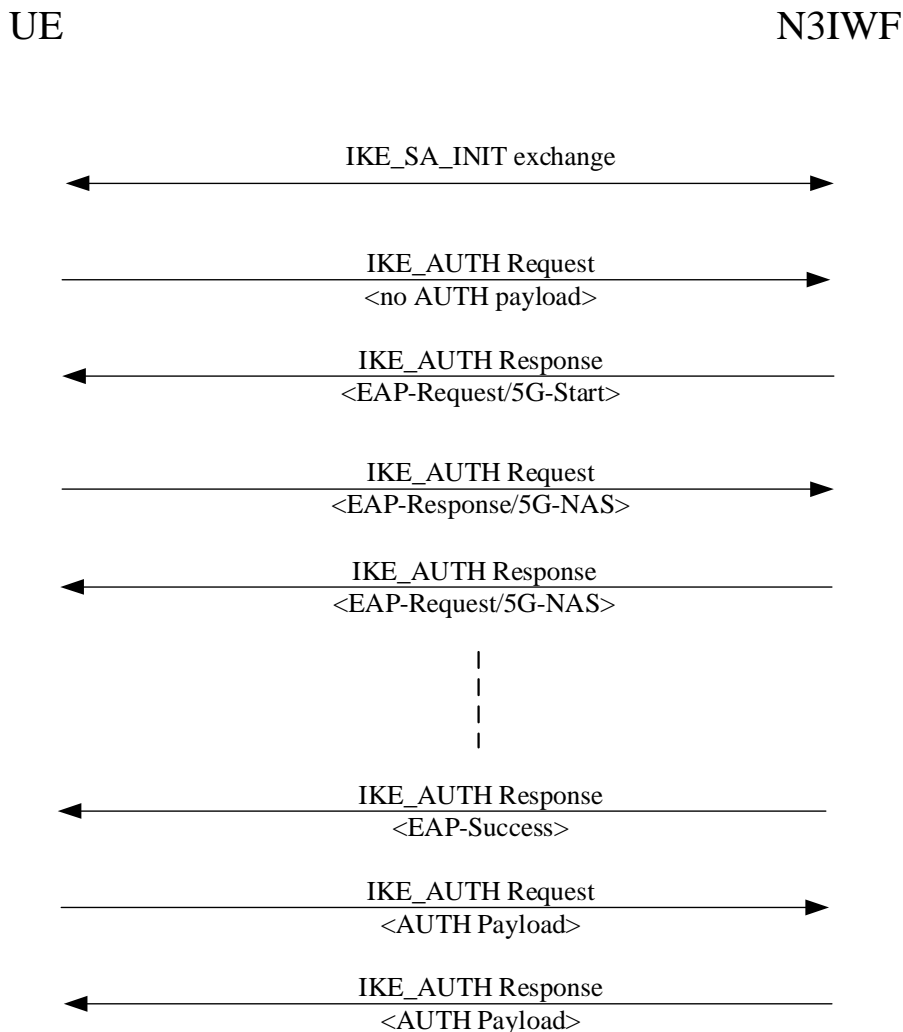 UE N3IWF
IKE_SA_INIT exchange
IKE_AUTH Request
<no AUTH payload>
IKE_AUTH Response
<EAP-Request/5G-Start>
IKE_AUTH Request
<EAP-Response/5G-NAS>
IKE_AUTH Response
<EAP-Request/5G-NAS>
IKE_AUTH Response
<EAP-Success>
IKE_AUTH Request
<AUTH Payload>
IKE_AUTH Response
<AUTH Payload>